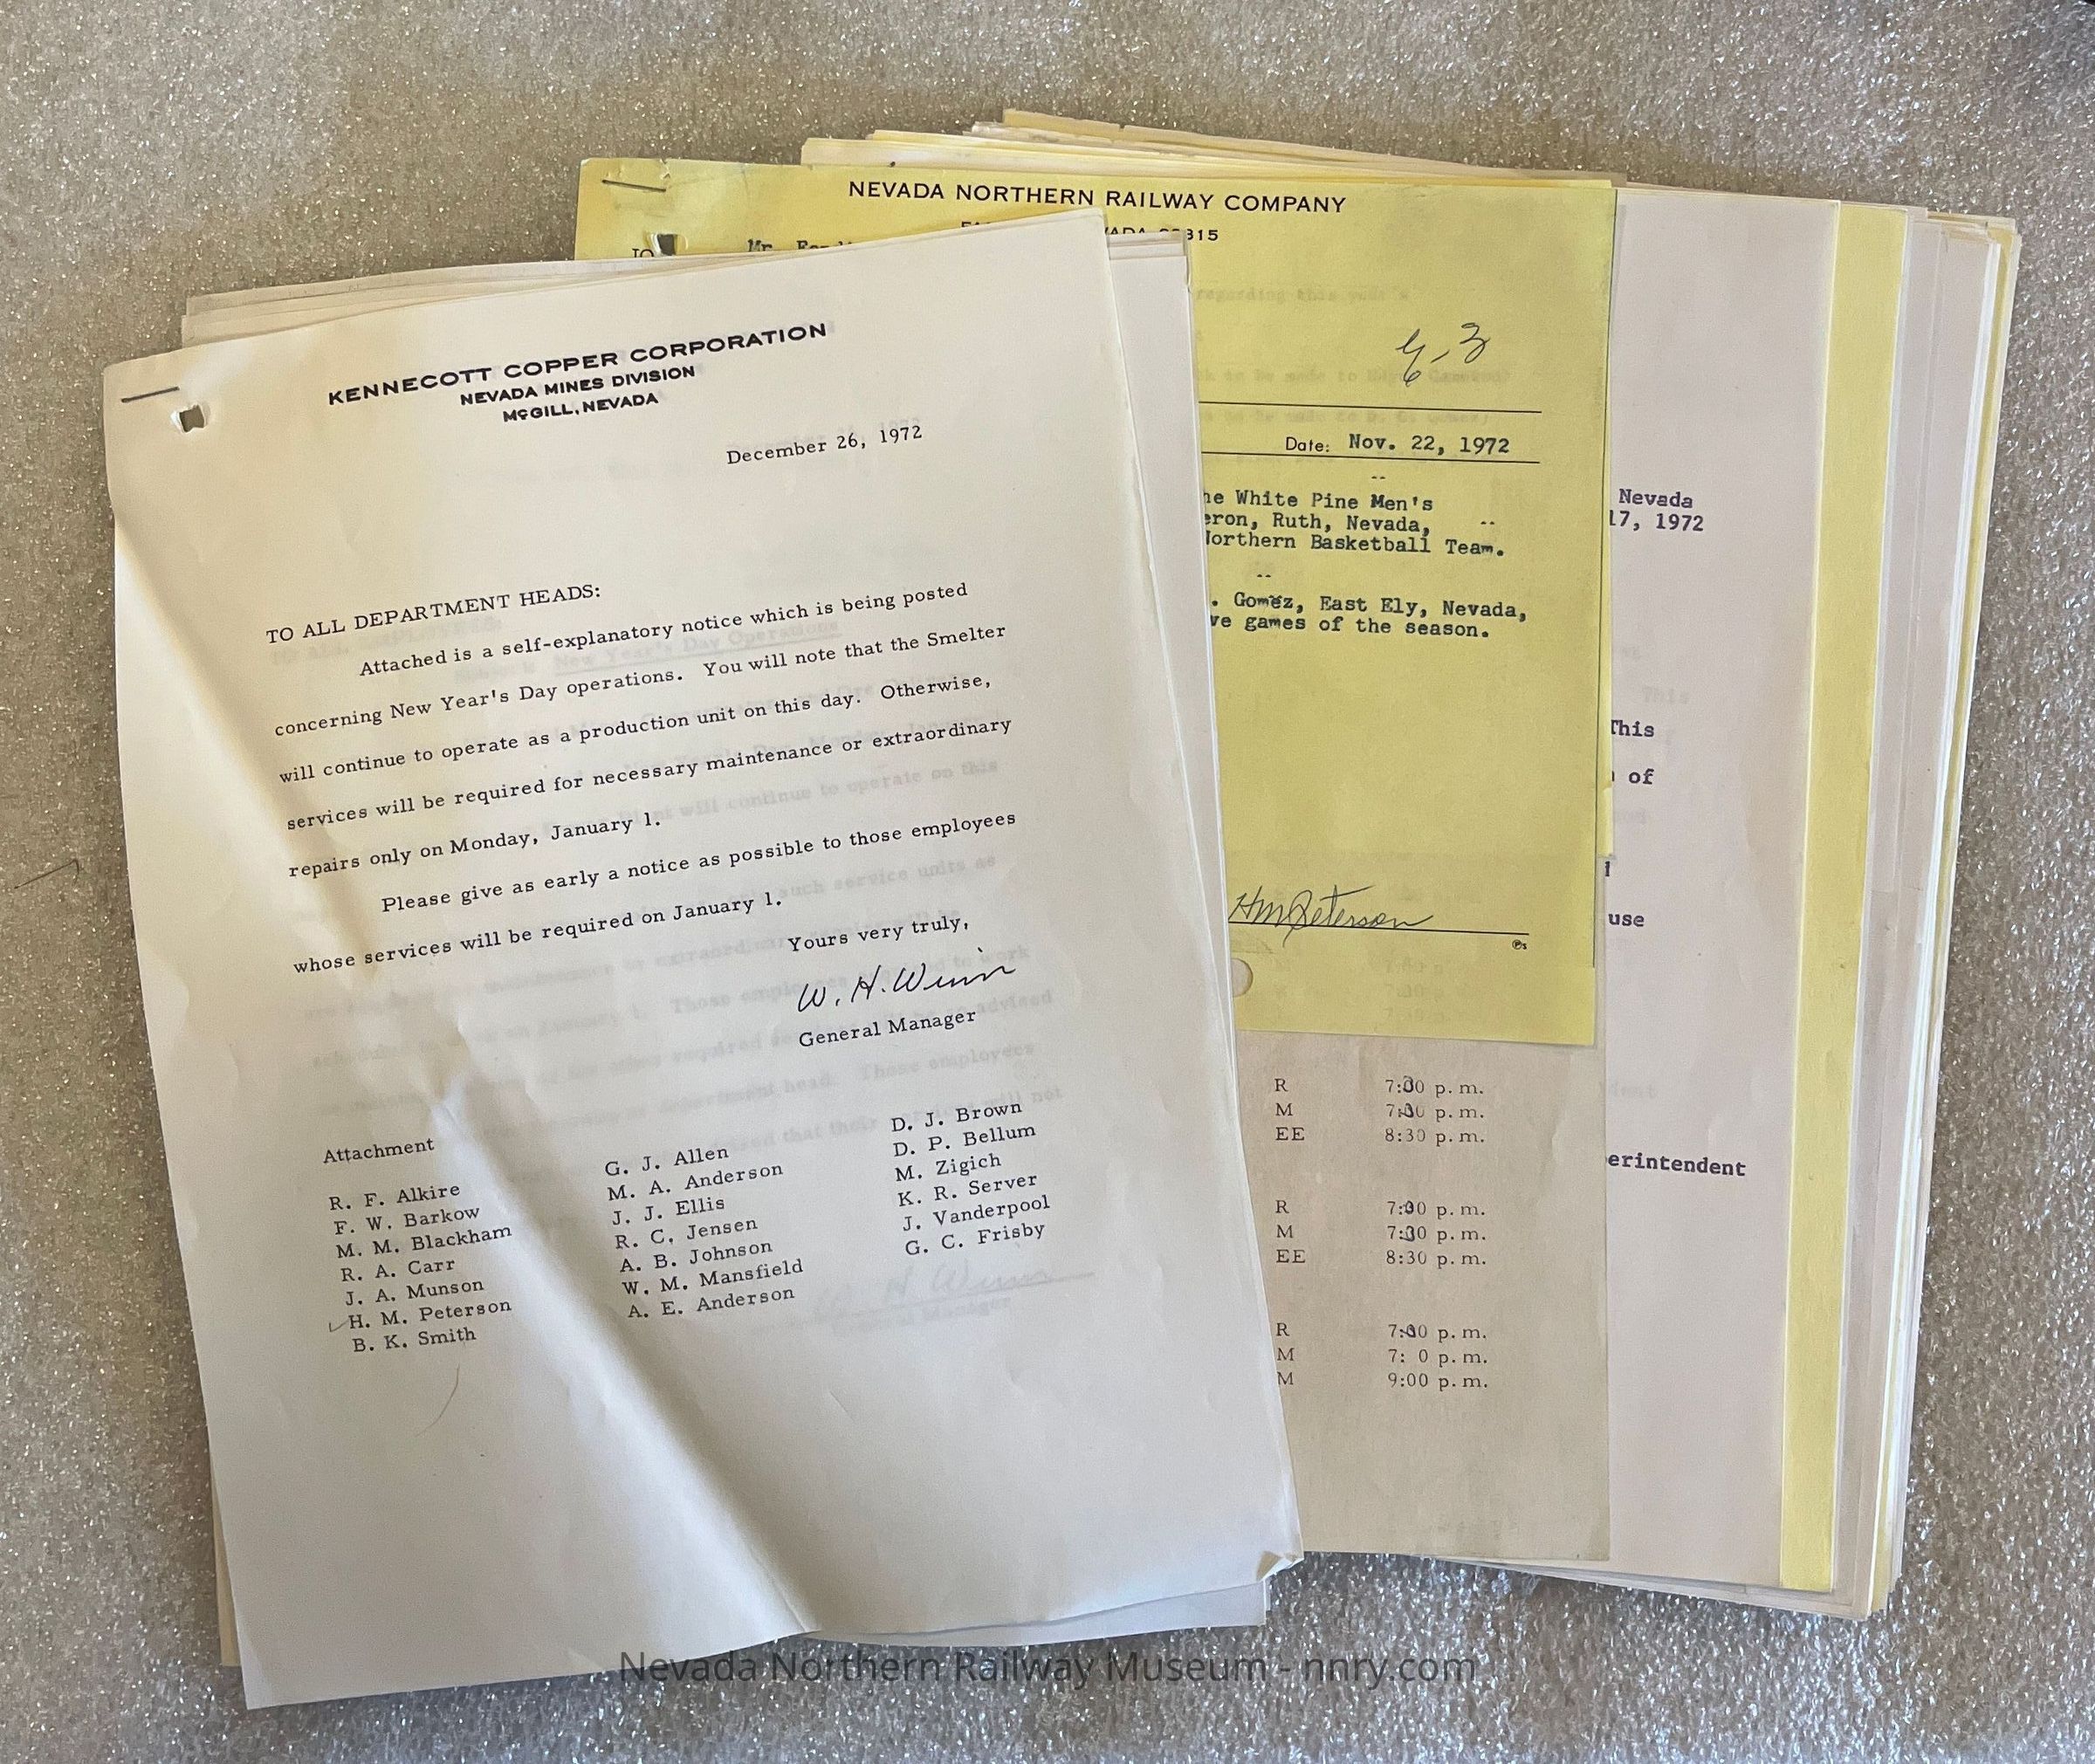 KENNECOTT COPPER CORPORATION
NEVADA MINES DIVISION
McGILL, NEVADA
December 26, 1972
TO ALL DEPARTMENT HEADS:
Attached is a self-explanatory notice which is being posted
concerning New Year's Day operations. You will note that the Smelter
will continue to operate as a production unit on this day. Otherwise,
services will be required for necessary maintenance or extraordinary
repairs only on Monday, January 1.
Please give as early a notice as possible to those employees
whose services will be required on January 1.
Yours very truly,
W. H. Winn
General Manager
Attachment
R. F. Alkire
F. W. Barkow
M. M. Blackham
R. A. Carr
J. A. Munson
H. M. Peterson
B. K. Smith
G. J. Allen
M. A. Anderson
J. J. Ellis
R. C. Jensen
A. B. Johnson
W. M. Mansfield
A. E. Anderson
D. J. Brown
D. P. Bellum
M. Zigich
K. R. Server
J. Vanderpool
G. C. Frisby
NEVADA NORTHERN RAILWAY COMPANY
TO
Mr.
Date: Nov. 22, 1972
White Pine Men's
Ruth, Nevada,
Northern Basketball Team.
. Gomez, East Ely, Nevada,
games of the season.
HMPeterson
R 7:30 p.m.
M 7:30 p.m.
EE 8:30 p.m.
R 7:00 p.m.
M 7:30 p.m.
EE 8:30 p.m.
R 7:00 p.m.
M 7: 0 p.m.
M 9:00 p.m.
Nevada
17, 1972
This
of
use
erintendent
Nevada Northern Railway Museum - nnry.com